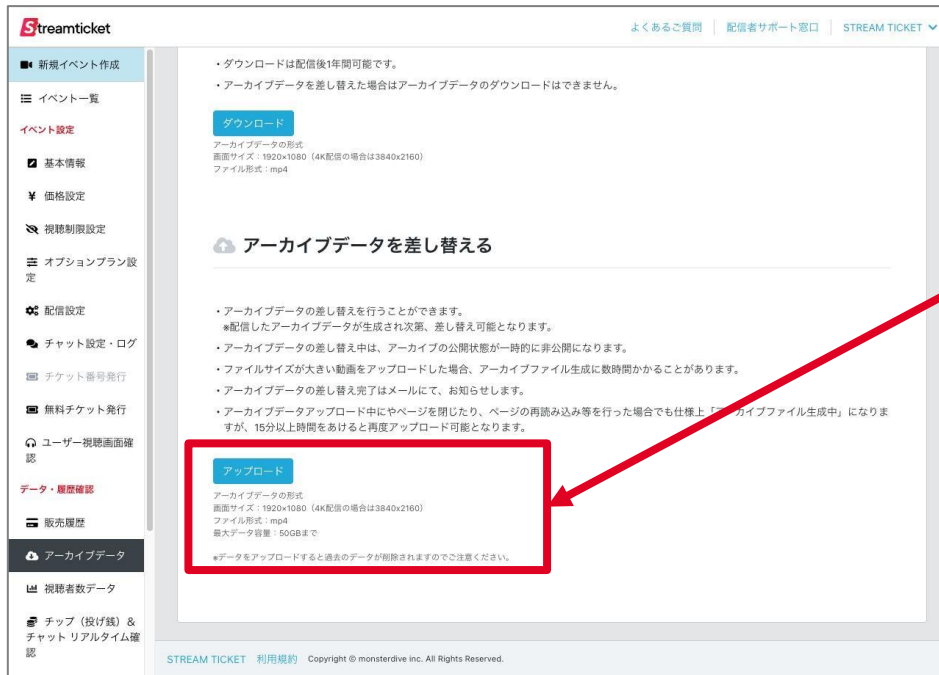 Streamticket
よくあるご質問
配信者サポート窓口
STREAM TICKET
新規イベント作成
イベント一覧
イベント設定
基本情報
価格設定
視聴制限設定
オプションプラン設
定
配信設定
チャット設定・ログ
チケット番号発行
無料チケット発行
ユーザー視聴画面確
認
データ・履歴確認
販売履歴
アーカイブデータ
視聴者数データ
チップ（投げ銭）&
チャット リアルタイム確
認
・ダウンロードは配信後1年間可能です。
・アーカイブデータを差し替えた場合はアーカイブデータのダウンロードはできません。
ダウンロード
アーカイブデータの形式
画面サイズ：1920×1080（4K配信の場合は3840x2160）
ファイル形式：mp4
アーカイブデータを差し替える
・アーカイブデータの差し替えを行うことができます。
※配信したアーカイブデータが生成され次第、差し替え可能となります。
・アーカイブデータの差し替え中は、アーカイブの公開状態が一時的に非公開になります。
・ファイルサイズが大きい動画をアップロードした場合、アーカイブファイル生成に数時間かかることがあります。
・アーカイブデータの差し替え完了はメールにて、お知らせします。
・アーカイブデータアップロード中にやページを閉じたり、ページの再読み込み等を行った場合でも仕様上「アーカイブファイル生成中」になりま
すが、15分以上時間をあけると再度アップロード可能となります。
アップロード
アーカイブデータの形式
画面サイズ：1920×1080（4K配信の場合は3840x2160）
ファイル形式：mp4
最大データ容量：50GBまで
※データをアップロードすると過去のデータが削除されますのでご注意ください。
STREAM TICKET 利用規約 Copyright © monsterdive inc. All Rights Reserved.